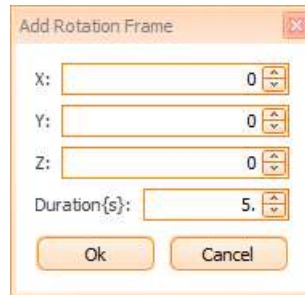 Add Rotation Frame
X: 0
Y: 0
Z: 0
Duration{s}: 5.
Ok Cancel